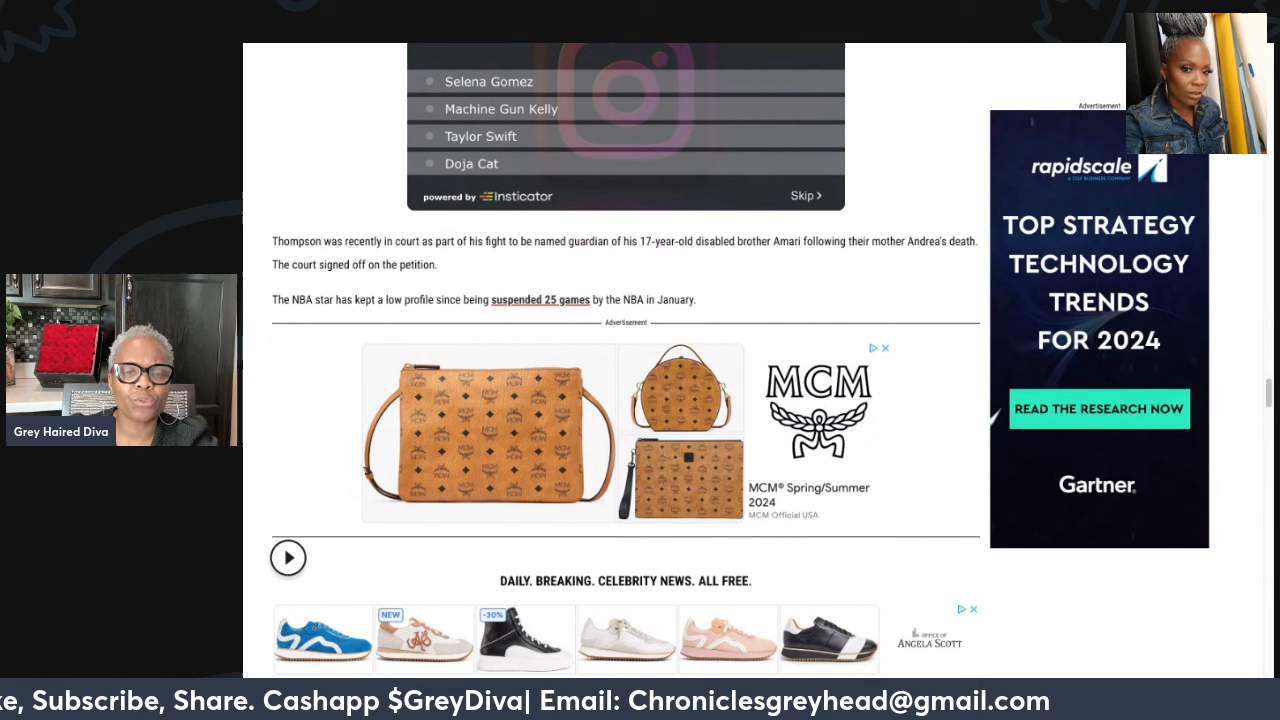 Selena Gomez
Machine Gun Kelly
Taylor Swift
Doja Cat
powered by Insticator
Skip >
Thompson was recently in court as part of his fight to be named guardian of his 17-year-old disabled brother Amari following their mother Andrea's death.
The court signed off on the petition.
The NBA star has kept a low profile since being suspended 25 games by the NBA in January.
Advertisement
MCM
MCM® Spring/Summer
2024
MCM Official USA
DAILY. BREAKING. CELEBRITY NEWS. ALL FREE.
NEW
-30%
OFFICE OF
ANGELA SCOTT
Advertisement
rapidscale
A COX BUSINESS COMPANY
TOP STRATEGY
TECHNOLOGY
TRENDS
FOR 2024
READ THE RESEARCH NOW
Gartner
Grey Haired Diva
ke, Subscribe, Share. Cashapp $GreyDiva| Email: Chroniclesgreyhead@gmail.com